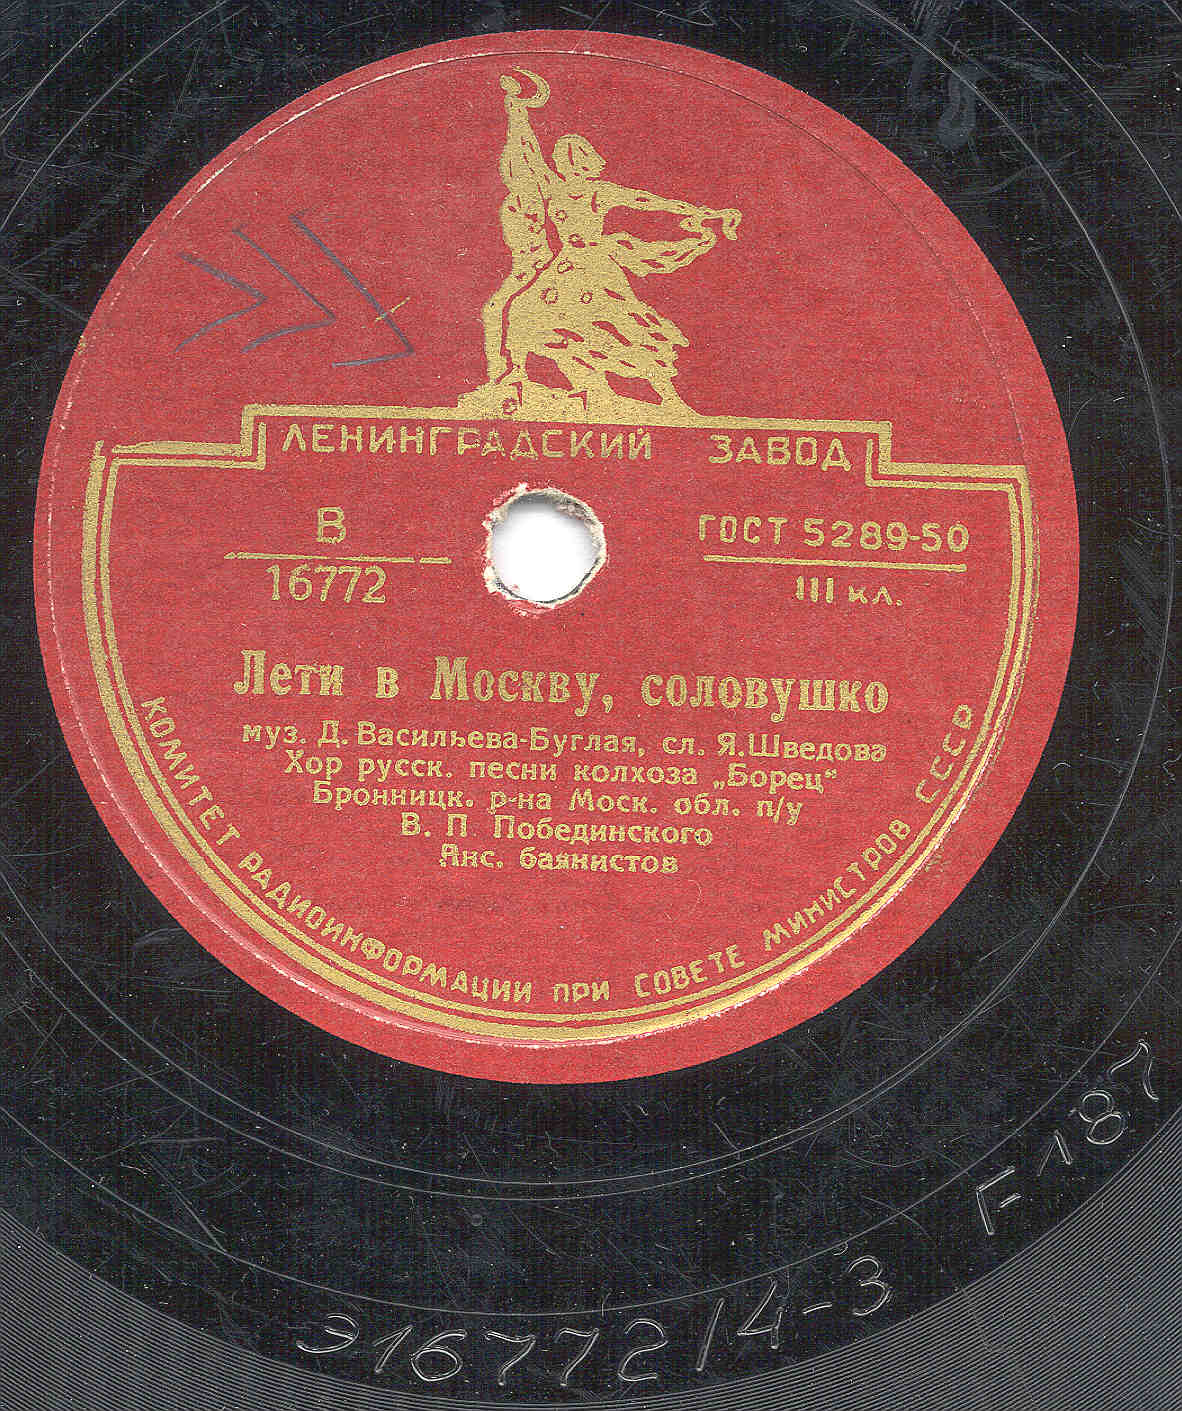 ЛЕНИНГРАДСКИЙ ЗАВОД
В
16772
ГОСТ 5289-50
III кл.
Лети в Москву, соловушко
муз. Д. Васильева-Буглая, сл. Я.Шведова
Хор русск. песни колхоза „Борец“
Бронницк. р-на Моск. обл. п/у
В. П Побединского
Анс. баянистов
КОМИТЕТ РАДИОИНФОРМАЦИИ ПРИ СОВЕТЕ МИНИСТРОВ СССР
Э16772/4-3 F187